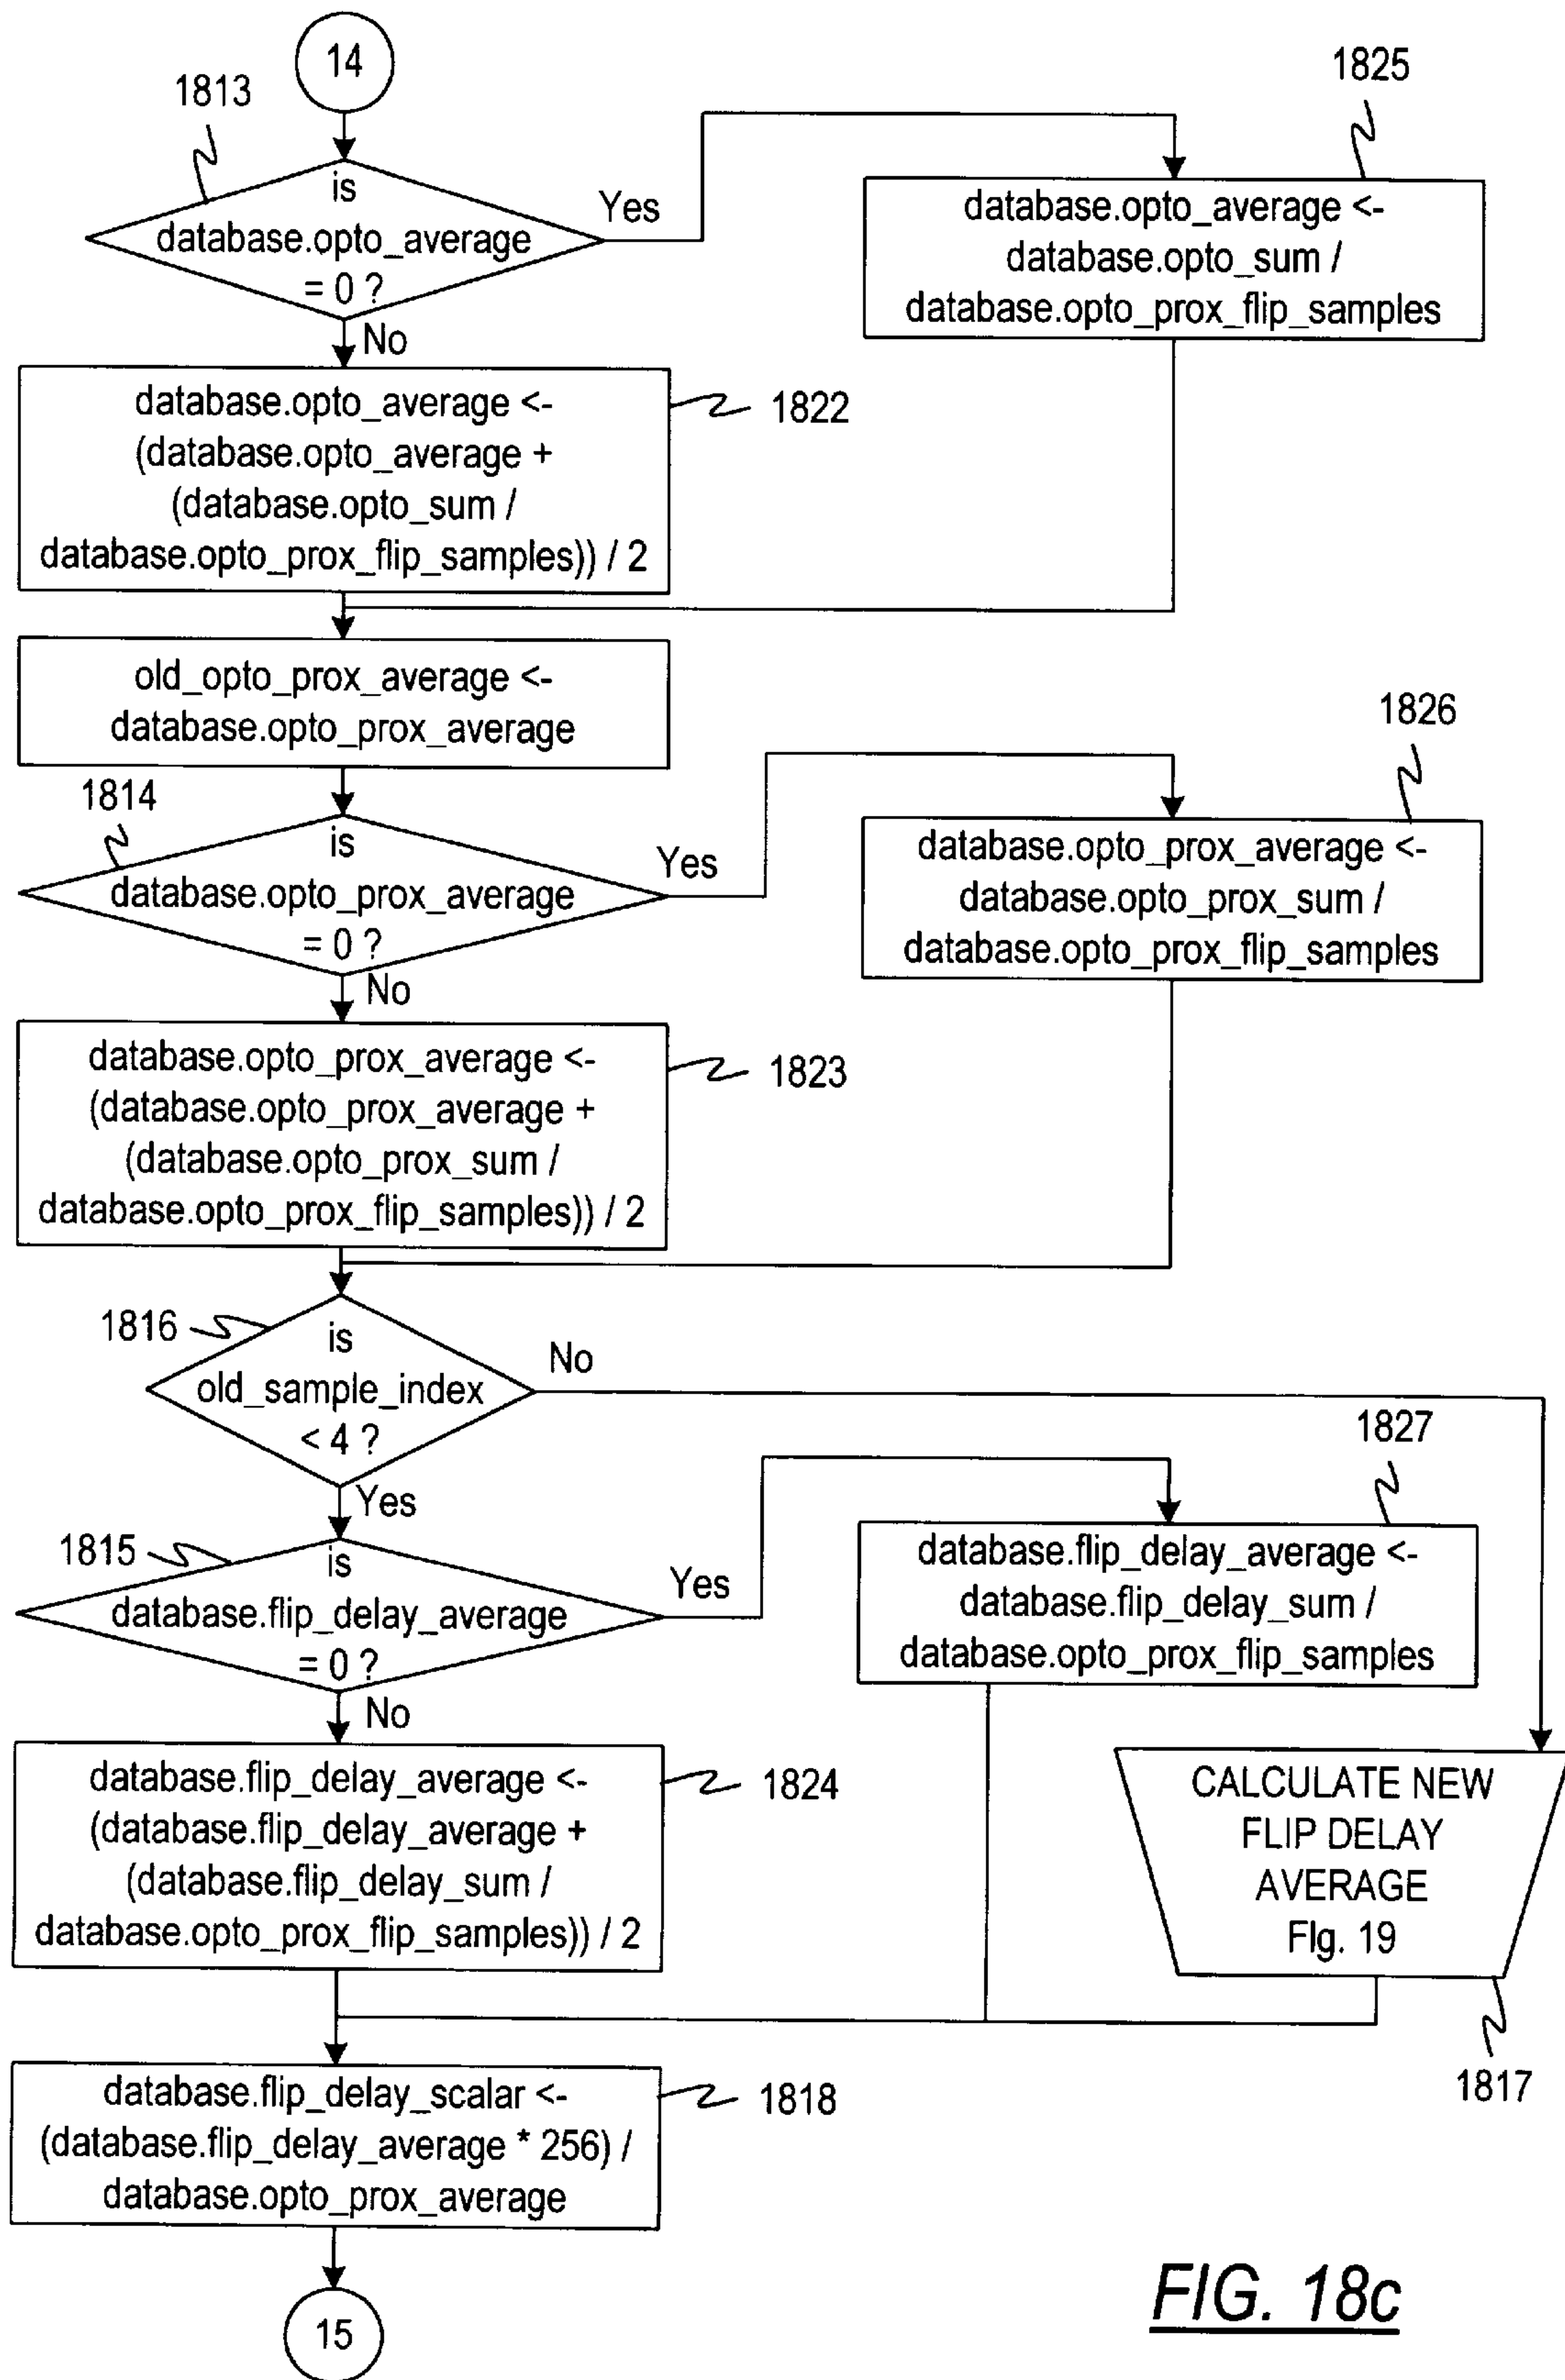 14
1813
is
database.opto_average
= 0 ?
Yes
1825
database.opto_average <-
database.opto_sum /
database.opto_prox_flip_samples
No
database.opto_average <-
(database.opto_average +
(database.opto_sum /
database.opto_prox_flip_samples)) / 2
1822
old_opto_prox_average <-
database.opto_prox_average
1814
is
database.opto_prox_average
= 0 ?
Yes
1826
database.opto_prox_average <-
database.opto_prox_sum /
database.opto_prox_flip_samples
No
database.opto_prox_average <-
(database.opto_prox_average +
(database.opto_prox_sum /
database.opto_prox_flip_samples)) / 2
1823
1816
is
old_sample_index
< 4 ?
No
Yes
1815
is
database.flip_delay_average
= 0 ?
Yes
1827
database.flip_delay_average <-
database.flip_delay_sum /
database.opto_prox_flip_samples
No
database.flip_delay_average <-
(database.flip_delay_average +
(database.flip_delay_sum /
database.opto_prox_flip_samples)) / 2
1824
CALCULATE NEW
FLIP DELAY
AVERAGE
FIg. 19
1817
database.flip_delay_scalar <-
(database.flip_delay_average * 256) /
database.opto_prox_average
1818
15
FIG. 18c